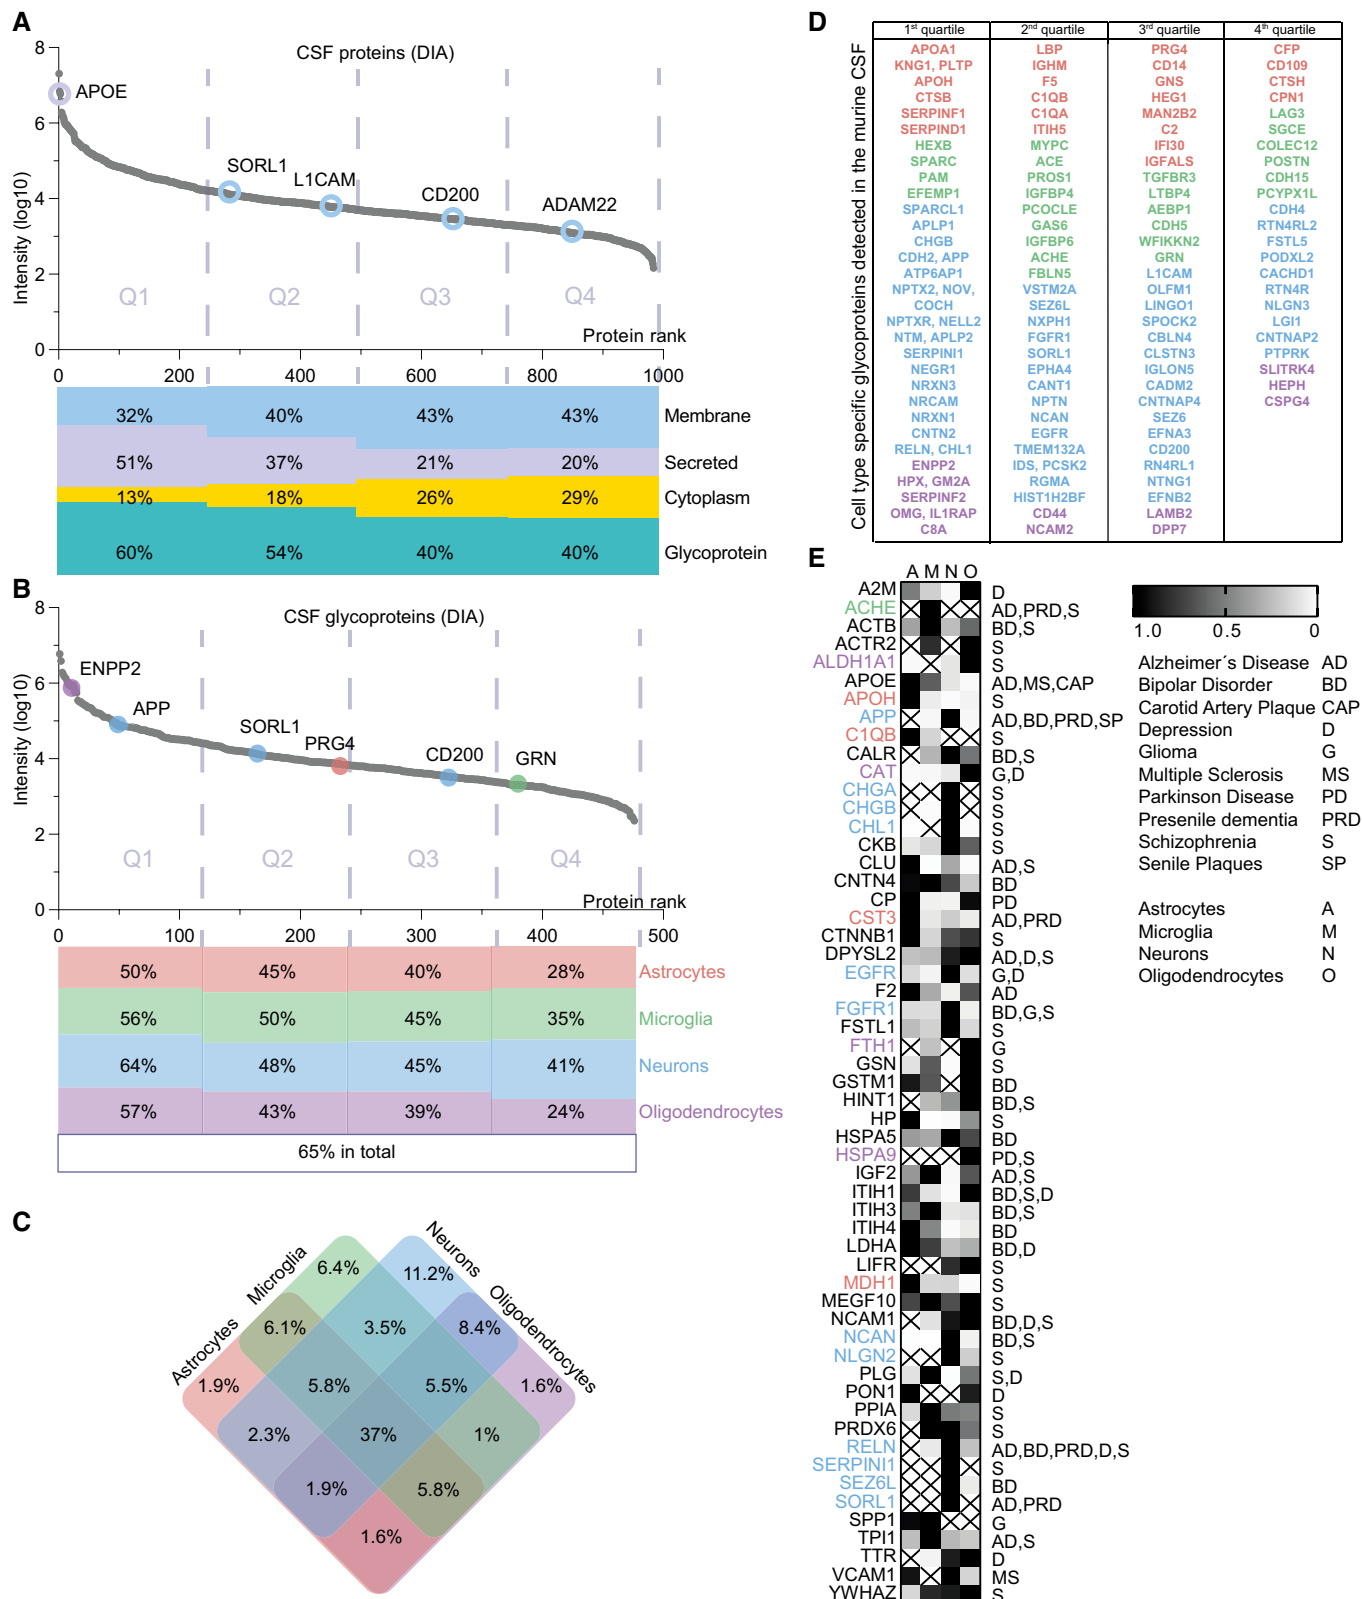 A
CSF proteins (DIA)
Intensity (log10)
8
6
4
2
0
APOE
SORL1
L1CAM
CD200
ADAM22
Q1 Q2 Q3 Q4
Protein rank
0 200 400 600 800 1000
32% 40% 43% 43% Membrane
51% 37% 21% 20% Secreted
13% 18% 26% 29% Cytoplasm
60% 54% 40% 40% Glycoprotein
B
CSF glycoproteins (DIA)
Intensity (log10)
8
6
4
2
0
ENPP2
APP
SORL1
PRG4
CD200
GRN
Q1 Q2 Q3 Q4
Protein rank
0 100 200 300 400 500
50% 45% 40% 28% Astrocytes
56% 50% 45% 35% Microglia
64% 48% 45% 41% Neurons
57% 43% 39% 24% Oligodendrocytes
65% in total
C
Astrocytes
Microglia
Neurons
Oligodendrocytes
6.4% 11.2%
6.1% 3.5% 8.4%
1.9% 5.8% 5.5% 1.6%
2.3% 37% 1%
1.9% 5.8%
1.6%
D
Cell type specific glycoproteins detected in the murine CSF
1st quartile 2nd quartile 3rd quartile 4th quartile
APOA1 LBP PRG4 CFP
KNG1, PLTP IGHM CD14 CD109
APOH F5 GNS CTSH
CTSB C1QB HEG1 CPN1
SERPINF1 C1QA MAN2B2 LAG3
SERPIND1 ITIH5 C2 SGCE
HEXB MYPC IFI30 COLEC12
SPARC ACE IGFALS POSTN
PAM PROS1 TGFBR3 CDH15
EFEMP1 IGFBP4 LTBP4 PCYPX1L
SPARCL1 PCOCLE AEBP1 CDH4
APLP1 GAS6 CDH5 RTN4RL2
CHGB IGFBP6 WFIKKN2 FSTL5
CDH2, APP ACHE GRN PODXL2
ATP6AP1 FBLN5 L1CAM CACHD1
NPTX2, NOV, VSTM2A OLFM1 RTN4R
COCH SEZ6L LINGO1 NLGN3
NPTXR, NELL2 NXPH1 SPOCK2 LGI1
NTM, APLP2 FGFR1 CBLN4 CNTNAP2
SERPINI1 SORL1 CLSTN3 PTPRK
NEGR1 EPHA4 IGLON5 SLITRK4
NRXN3 CANT1 CADM2 HEPH
NRCAM NPTN CNTNAP4 CSPG4
NRXN1 NCAN SEZ6
CNTN2 EGFR EFNA3
RELN, CHL1 TMEM132A CD200
ENPP2 IDS, PCSK2 RN4RL1
HPX, GM2A RGMA NTNG1
SERPINF2 HIST1H2BF EFNB2
OMG, IL1RAP CD44 LAMB2
C8A NCAM2 DPP7
E
A M N O
A2M D
ACHE AD,PRD,S
ACTB BD,S
ACTR2 S
ALDH1A1 S
APOE AD,MS,CAP
APOH S
APP AD,BD,PRD,SP
C1QB S
CALR BD,S
CAT G,D
CHGA S
CHGB S
CHL1 S
CKB S
CLU AD,S
CNTN4 BD
CP PD
CST3 AD,PRD
CTNNB1 S
DPYSL2 AD,D,S
EGFR G,D
F2 AD
FGFR1 BD,G,S
FSTL1 S
FTH1 G
GSN S
GSTM1 BD
HINT1 BD,S
HP S
HSPA5 BD
HSPA9 PD,S
IGF2 AD,S
ITIH1 BD,S,D
ITIH3 BD,S
ITIH4 BD
LDHA BD,D
LIFR S
MDH1 S
MEGF10 S
NCAM1 BD,D,S
NCAN BD,S
NLGN2 S
PLG S,D
PON1 D
PPIA S
PRDX6 S
RELN AD,BD,PRD,D,S
SERPINI1 S
SEZ6L BD
SORL1 AD,PRD
SPP1 G
TPI1 AD,S
TTR D
VCAM1 MS
YWHAZ S
1.0 0.5 0
Alzheimer´s Disease AD
Bipolar Disorder BD
Carotid Artery Plaque CAP
Depression D
Glioma G
Multiple Sclerosis MS
Parkinson Disease PD
Presenile dementia PRD
Schizophrenia S
Senile Plaques SP
Astrocytes A
Microglia M
Neurons N
Oligodendrocytes O